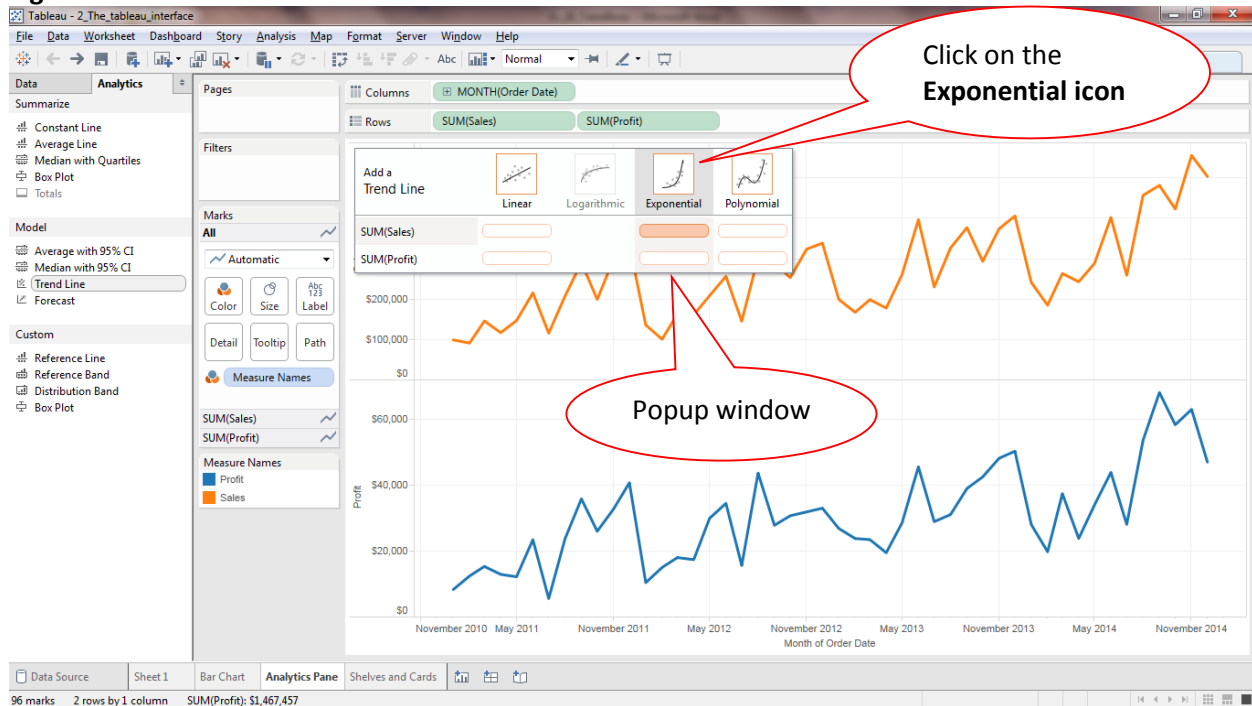 Tableau - 2_The_tableau_interface
File Data Worksheet Dashboard Story Analysis Map Format Server Window Help
Abc Normal
Click on the
Exponential icon
Data Analytics
Summarize
Constant Line
Average Line
Median with Quartiles
Box Plot
Totals
Model
Average with 95% CI
Median with 95% CI
Trend Line
Forecast
Custom
Reference Line
Reference Band
Distribution Band
Box Plot
Pages
Filters
Marks
All
Automatic
Color Size Abc 123 Label
Detail Tooltip Path
Measure Names
SUM(Sales)
SUM(Profit)
Measure Names
Profit
Sales
Columns MONTH(Order Date)
Rows SUM(Sales) SUM(Profit)
Add a
Trend Line
Linear Logarithmic Exponential Polynomial
SUM(Sales)
SUM(Profit)
$200,000
$100,000
$0
Popup window
$60,000
$40,000
$20,000
$0
Profit
November 2010 May 2011 November 2011 May 2012 November 2012 May 2013 November 2013 May 2014 November 2014
Month of Order Date
Data Source Sheet 1 Bar Chart Analytics Pane Shelves and Cards
96 marks 2 rows by 1 column SUM(Profit): $1,467,457